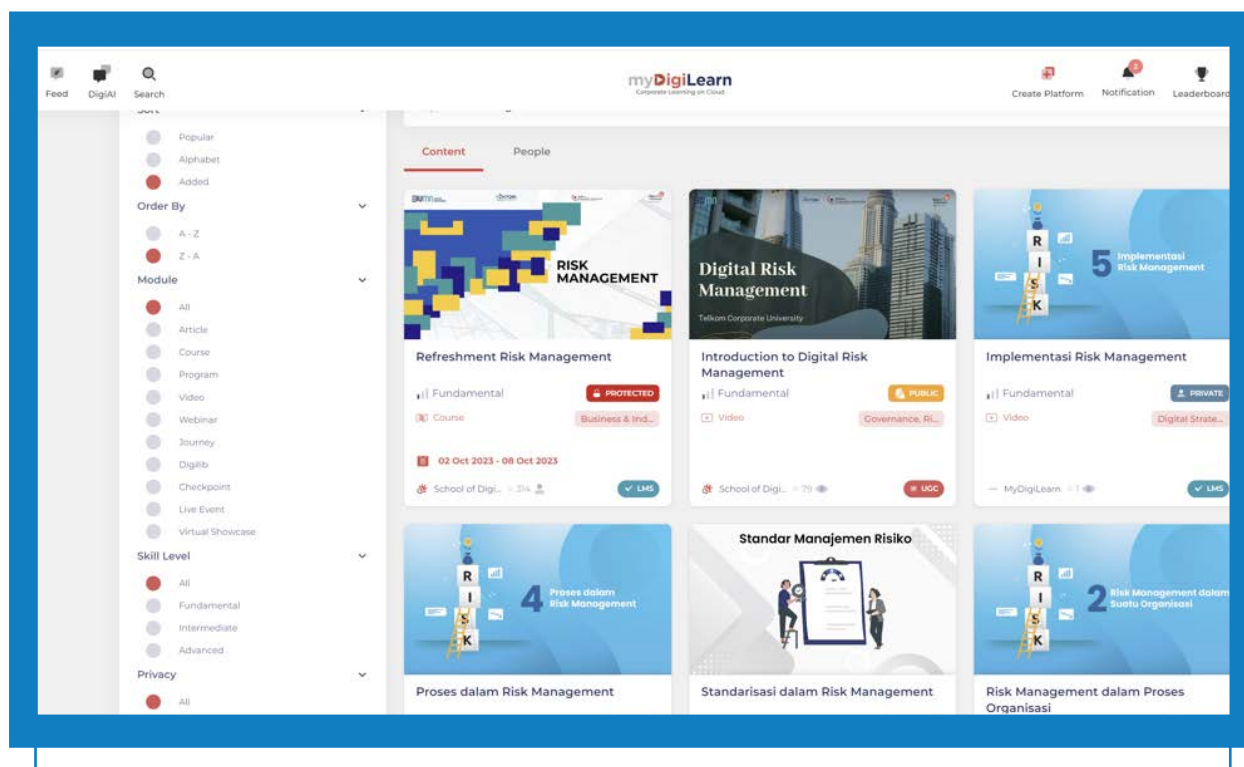 Feed
DigiAI
Search
myDigiLearn
Corporate Learning on Cloud
Create Platform
2
Notification
Leaderboard
Sort
Popular
Alphabet
Added
Order By
A - Z
Z - A
Module
All
Article
Course
Program
Video
Webinar
Journey
Digilib
Checkpoint
Live Event
Virtual Showcase
Skill Level
All
Fundamental
Intermediate
Advanced
Privacy
All
Content
People
RISK
MANAGEMENT
Refreshment Risk Management
Fundamental
PROTECTED
Course
Business & Ind...
02 Oct 2023 - 08 Oct 2023
School of Digi...
314
LMS
Digital Risk
Management
Telkom Corporate University
Introduction to Digital Risk
Management
Fundamental
PUBLIC
Video
Governance, Ri...
School of Digi...
79
UGC
R
I
S
K
5
Implementasi
Risk Management
Implementasi Risk Management
Fundamental
PRIVATE
Video
Digital Strate...
MyDigiLearn
1
LMS
R
I
S
K
4
Proses dalam
Risk Management
Proses dalam Risk Management
Standar Manajemen Risiko
Standarisasi dalam Risk Management
R
I
S
K
2
Risk Management dalam
Suatu Organisasi
Risk Management dalam Proses
Organisasi